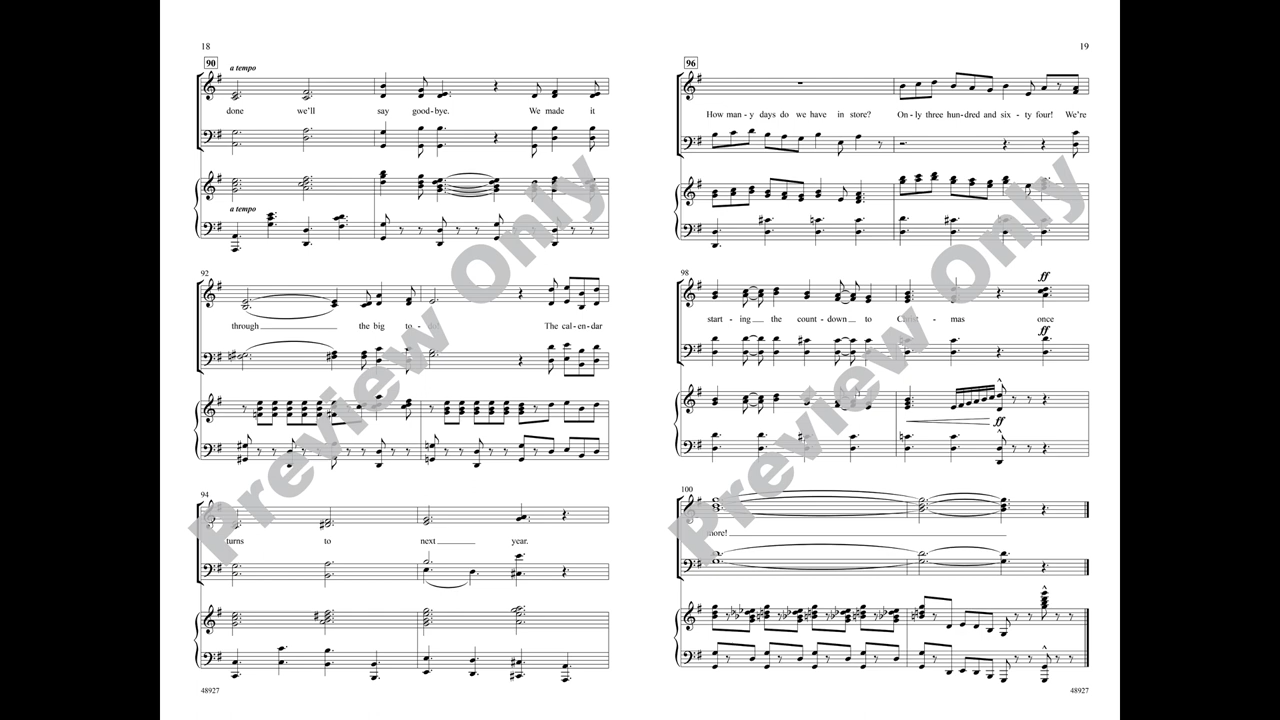 18
90
a tempo
done we'll say good-bye. We made it
a tempo
92
through the big to-do! The cal-en-dar
94
turns to next year.
48927
Preview Only
19
96
How man-y days do we have in store? On-ly three hun-dred and six-ty four! We're
98
ff
start-ing the count-down to Christ-mas once
ff
ff
100
more!
48927
Preview Only